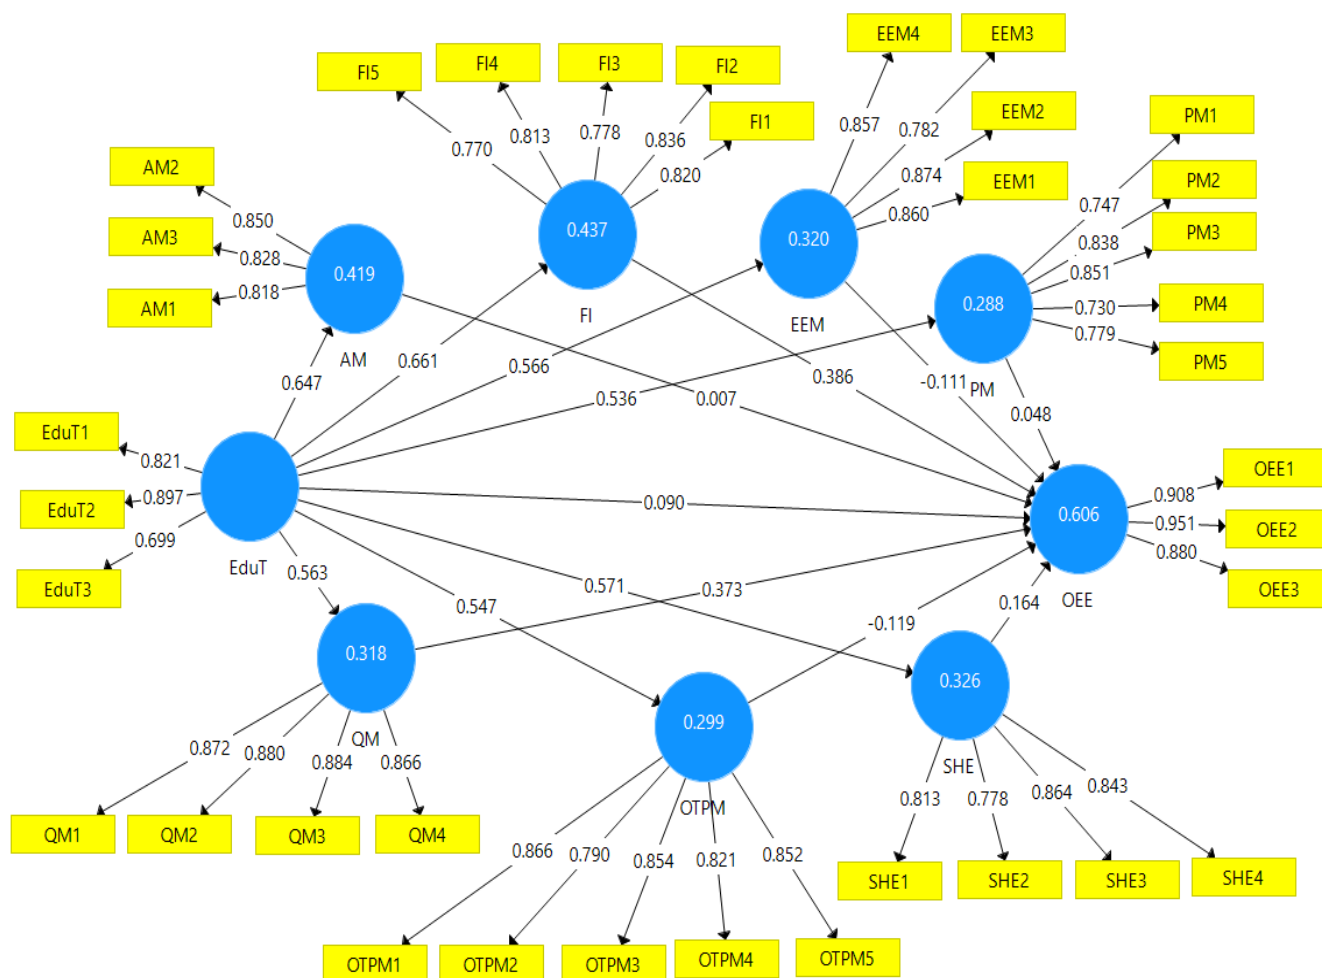 EEM4
EEM3
FI5
FI4
FI3
FI2
FI1
EEM2
EEM1
PM1
PM2
PM3
PM4
PM5
0.770
0.813
0.778
0.836
0.820
0.857
0.782
0.874
0.860
0.747
0.838
0.851
0.730
0.779
AM2
AM3
AM1
0.850
0.828
0.818
0.419
AM
0.437
FI
0.320
EEM
0.288
PM
0.647
0.661
0.566
0.536
0.007
0.386
-0.111
0.048
EduT1
EduT2
EduT3
0.821
0.897
0.699
EduT
0.090
0.606
OEE
0.908
0.951
0.880
OEE1
OEE2
OEE3
0.563
0.547
0.571
0.373
-0.119
0.164
0.318
QM
0.299
OTPM
0.326
SHE
0.872
0.880
0.884
0.866
QM1
QM2
QM3
QM4
0.866
0.790
0.854
0.821
0.852
0.813
0.778
0.864
0.843
SHE1
SHE2
SHE3
SHE4
OTPM1
OTPM2
OTPM3
OTPM4
OTPM5